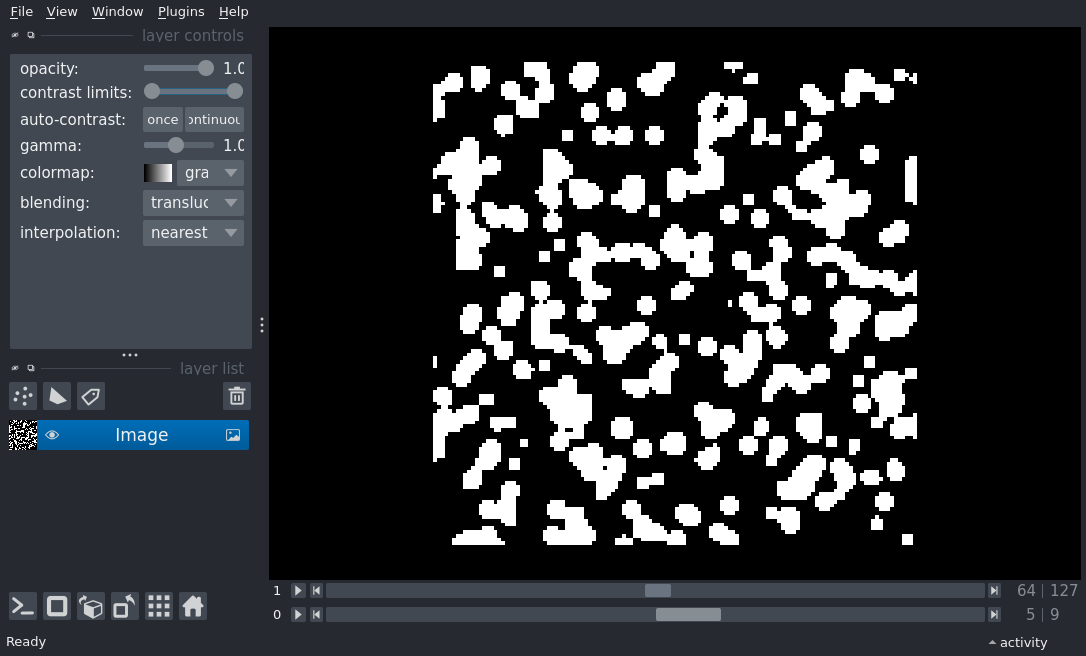 File View Window Plugins Help
layer controls
opacity: 1.0
contrast limits:
auto-contrast: once ontinuou
gamma: 1.0
colormap: gra
blending: transluc
interpolation: nearest
layer list
Image
1 64 127
0 5 9
Ready activity